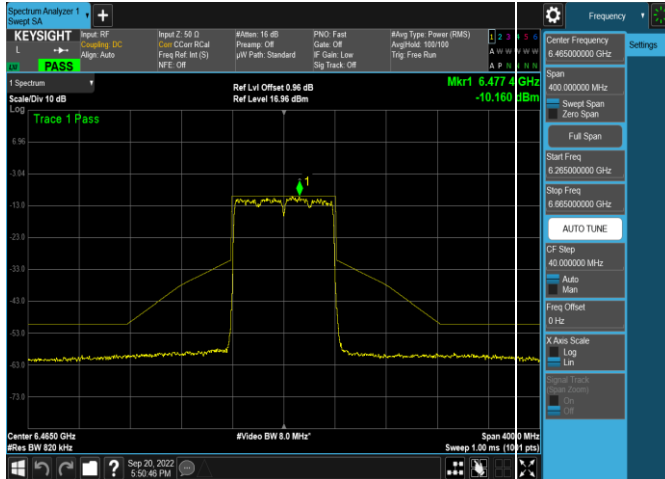 Spectrum Analyzer 1
Swept SA
+
Frequency
KEYSIGHT
Input: RF
Input Z: 50 Ω
#Atten: 16 dB
PNO: Fast
#Avg Type: Power (RMS)
1 2 3 4 5 6
L
Coupling: DC
Corr CCorr RCal
Preamp: Off
Gate: Off
Avg|Hold: 100/100
Align: Auto
Freq Ref: Int (S)
µW Path: Standard
IF Gain: Low
Trig: Free Run
PASS
NFE: Off
Sig Track: Off
1 Spectrum
Ref Lvl Offset 0.96 dB
Mkr1 6.477 4 GHz
Scale/Div 10 dB
Ref Level 16.96 dBm
-10.160 dBm
Log
Trace 1 Pass
6.96
-3.04
1
-13.0
-23.0
-33.0
-43.0
-53.0
-63.0
-73.0
Center 6.4650 GHz
#Video BW 8.0 MHz*
Span 400.0 MHz
#Res BW 820 kHz
Sweep 1.00 ms (1001 pts)
?
Sep 20, 2022
5:50:46 PM
Center Frequency
6.465000000 GHz
Settings
Span
400.000000 MHz
Swept Span
Zero Span
Full Span
Start Freq
6.265000000 GHz
Stop Freq
6.665000000 GHz
AUTO TUNE
CF Step
40.000000 MHz
Auto
Man
Freq Offset
0 Hz
X Axis Scale
Log
Lin
Signal Track
(Span Zoom)
On
Off